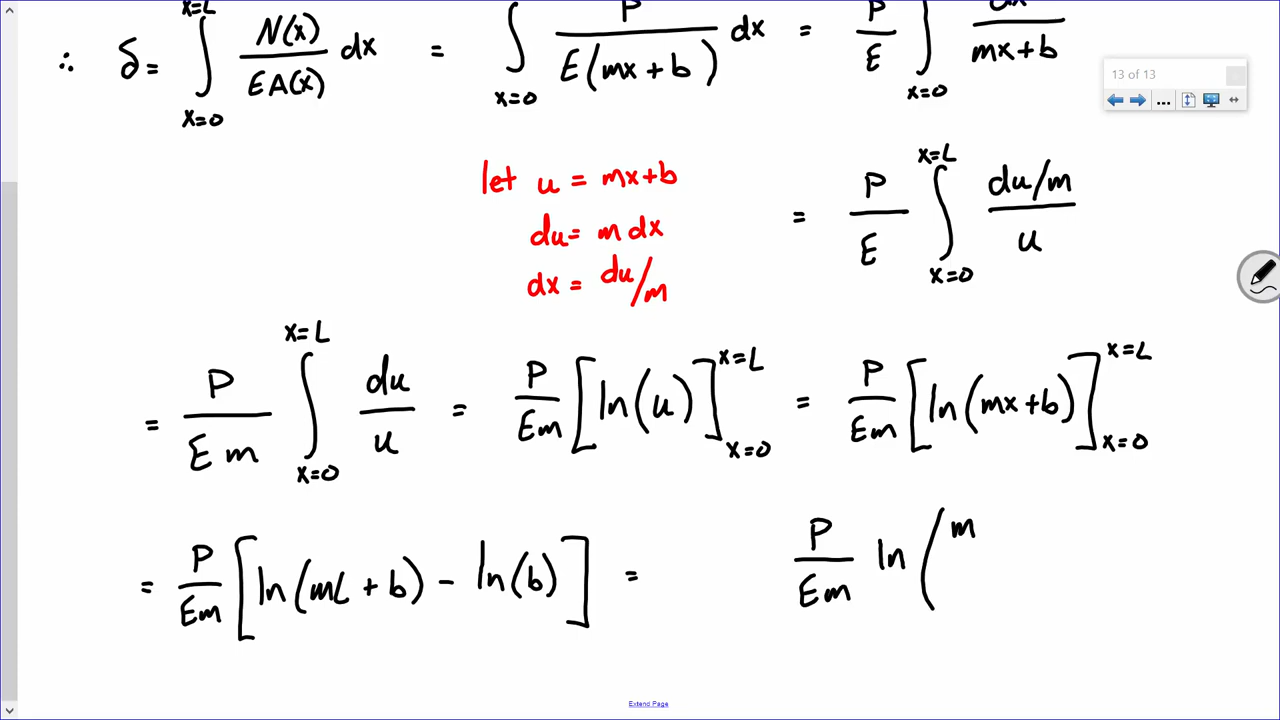 ∴ δ = ∫_{x=0}^{x=L} N(x)/EA(x) dx = ∫_{x=0} P/E(mx+b) dx = P/E ∫_{x=0} dx/mx+b
13 of 13
let u = mx+b
du = m dx
dx = du/m
= P/E ∫_{x=0}^{x=L} du/m / u
= P/Em ∫_{x=0}^{x=L} du/u = P/Em [ln(u)]_{x=0}^{x=L} = P/Em [ln(mx+b)]_{x=0}^{x=L}
= P/Em [ln(mL+b) - ln(b)] = P/Em ln(m
Extend Page